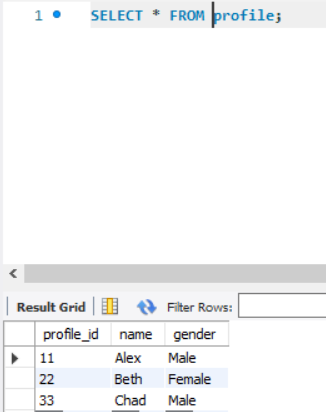 1 SELECT * FROM profile;
Result Grid Filter Rows:
profile_id name gender
11 Alex Male
22 Beth Female
33 Chad Male